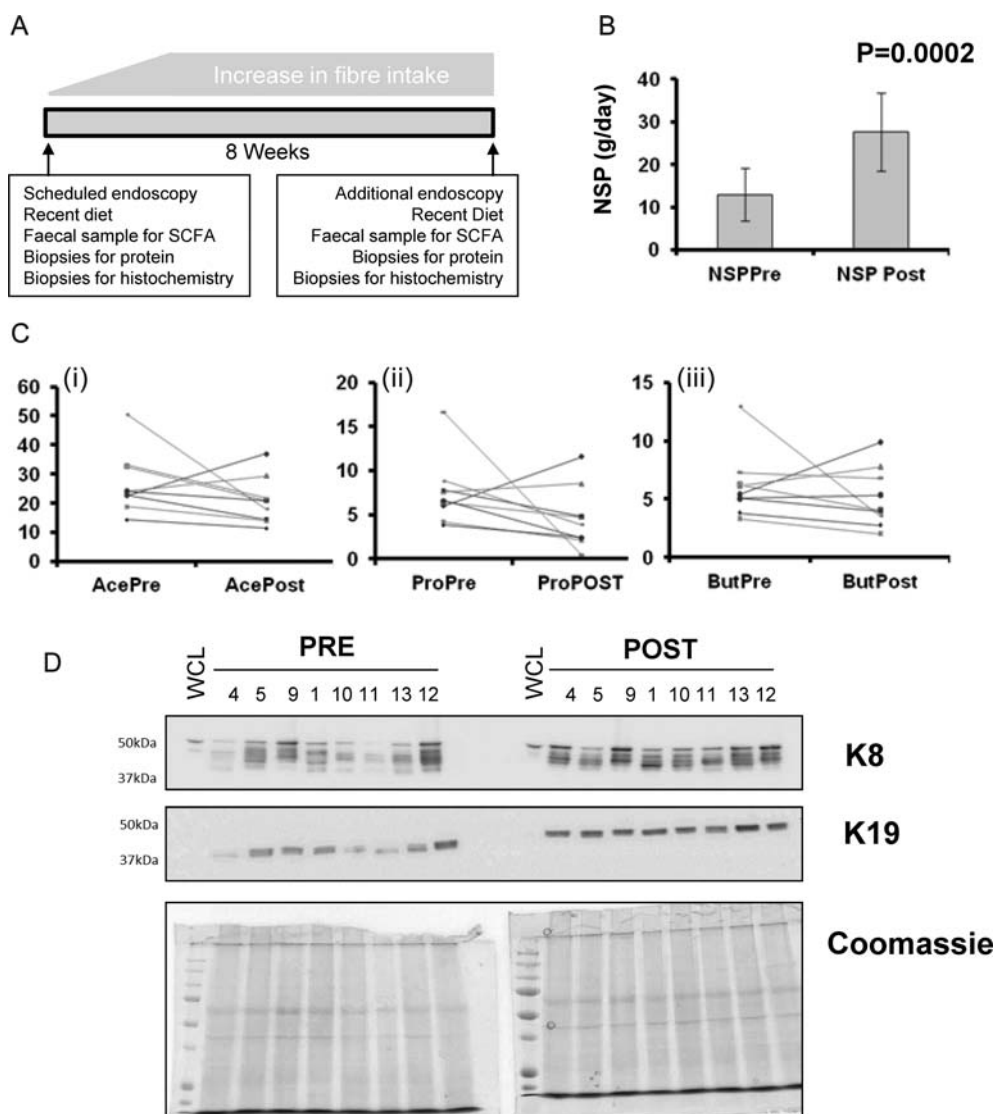 A
Increase in fibre intake
8 Weeks
Scheduled endoscopy
Recent diet
Faecal sample for SCFA
Biopsies for protein
Biopsies for histochemistry
Additional endoscopy
Recent Diet
Faecal sample for SCFA
Biopsies for protein
Biopsies for histochemistry
B
P=0.0002
NSP (g/day)
40
30
20
10
0
NSPPre NSP Post
C
(i)
60
50
40
30
20
10
0
AcePre AcePost
(ii)
20
15
10
5
0
ProPre ProPOST
(iii)
15
10
5
0
ButPre ButPost
D
PRE POST
WCL 4 5 9 1 10 11 13 12 WCL 4 5 9 1 10 11 13 12
50kDa
37kDa
K8
50kDa
37kDa
K19
Coomassie